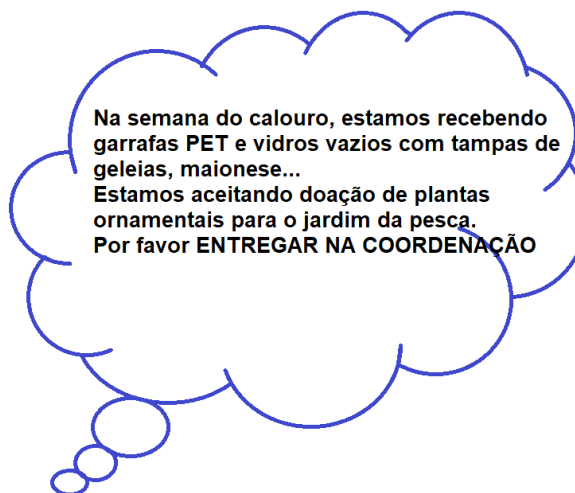 Na semana do calouro, estamos recebendo
garrafas PET e vidros vazios com tampas de
geleias, maionese...
Estamos aceitando doação de plantas
ornamentais para o jardim da pesca.
Por favor ENTREGAR NA COORDENAÇÃO